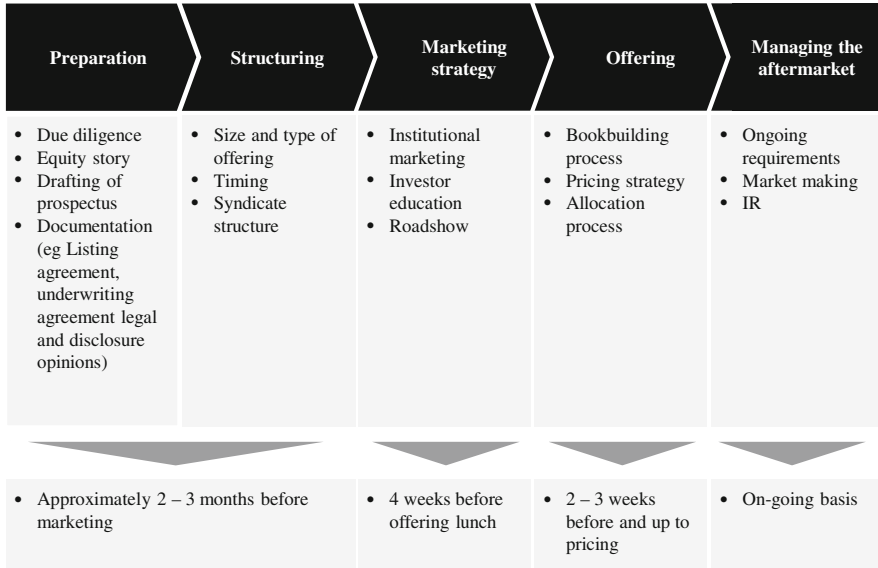 Preparation
Structuring
Marketing
strategy
Offering
Managing the
aftermarket
• Due diligence
• Equity story
• Drafting of
prospectus
• Documentation
(eg Listing
agreement,
underwriting
agreement legal
and disclosure
opinions)
• Size and type of
offering
• Timing
• Syndicate
structure
• Institutional
marketing
• Investor
education
• Roadshow
• Bookbuilding
process
• Pricing strategy
• Allocation
process
• Ongoing
requirements
• Market making
• IR
• Approximately 2 – 3 months before
marketing
• 4 weeks before
offering lunch
• 2 – 3 weeks
before and up to
pricing
• On-going basis